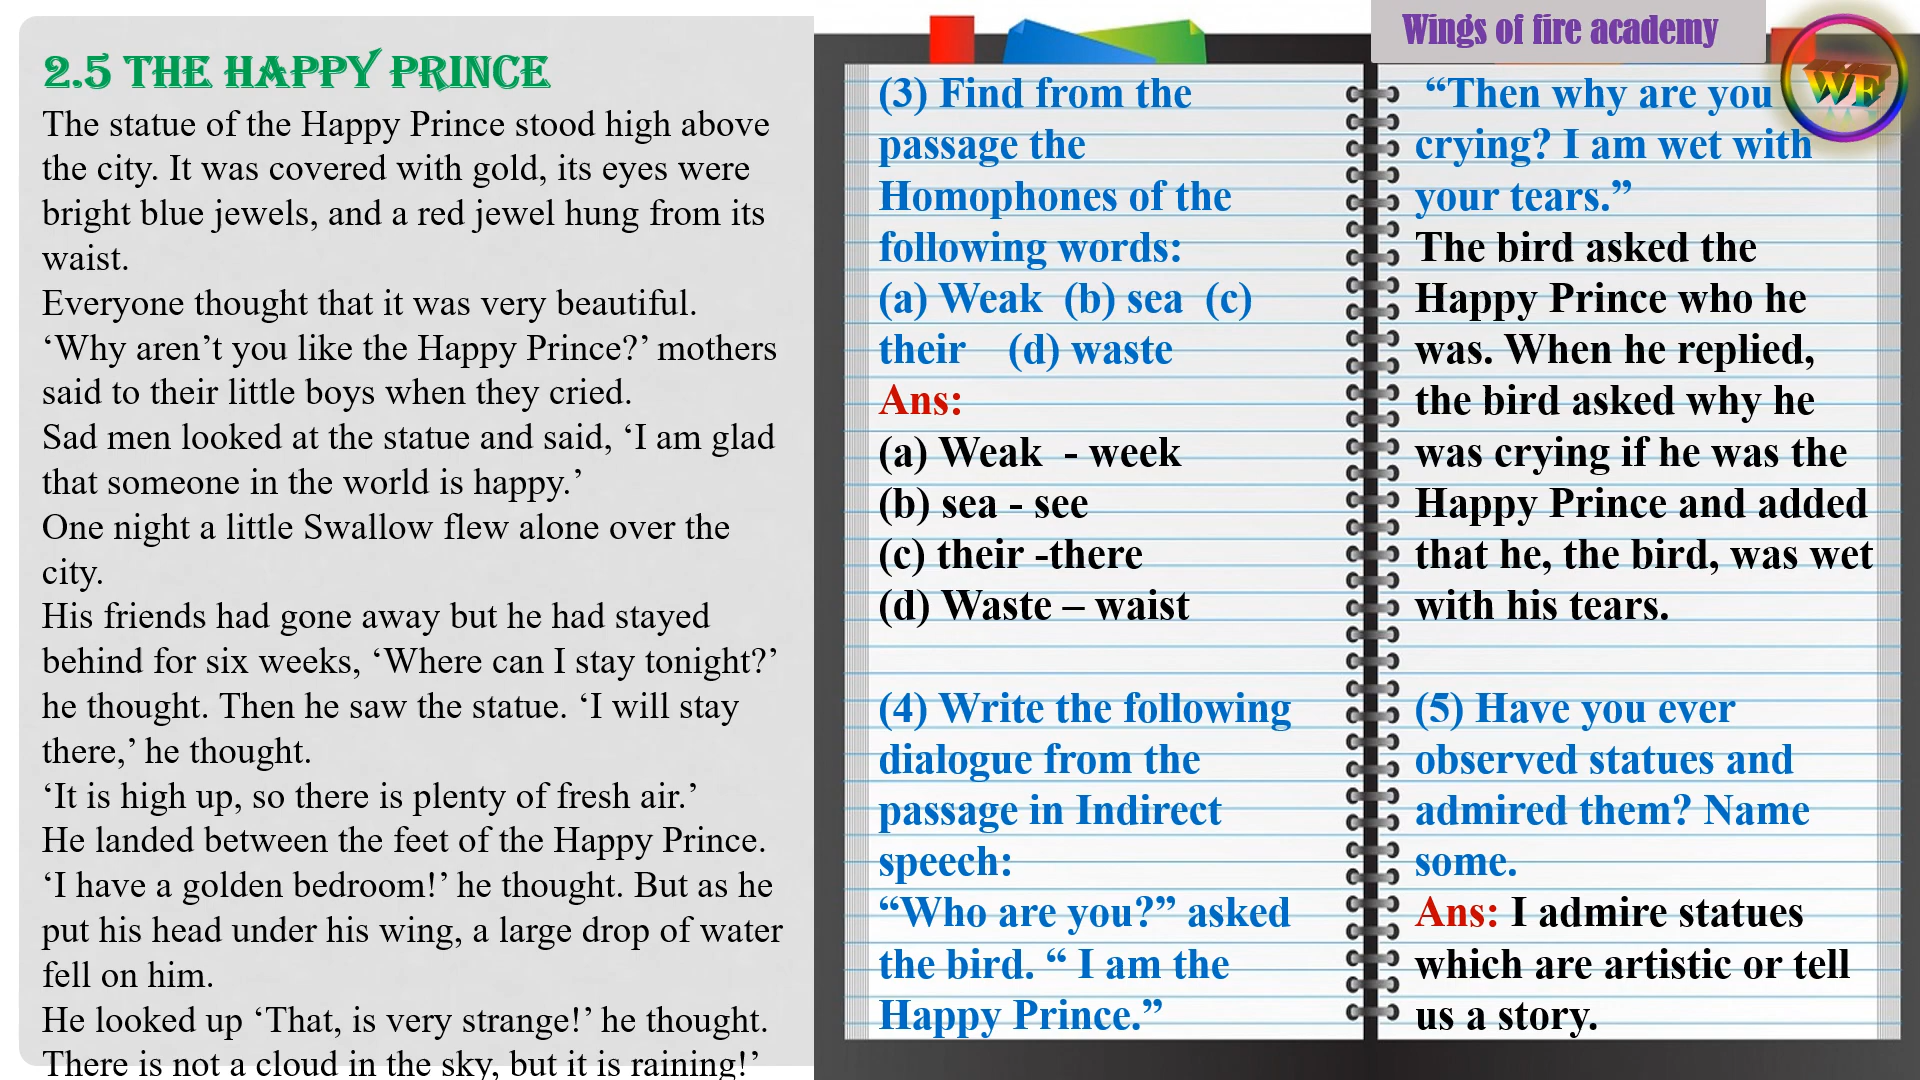 2.5 THE HAPPY PRINCE
The statue of the Happy Prince stood high above
the city. It was covered with gold, its eyes were
bright blue jewels, and a red jewel hung from its
waist.
Everyone thought that it was very beautiful.
‘Why aren’t you like the Happy Prince?’ mothers
said to their little boys when they cried.
Sad men looked at the statue and said, ‘I am glad
that someone in the world is happy.’
One night a little Swallow flew alone over the
city.
His friends had gone away but he had stayed
behind for six weeks, ‘Where can I stay tonight?’
he thought. Then he saw the statue. ‘I will stay
there,’ he thought.
‘It is high up, so there is plenty of fresh air.’
He landed between the feet of the Happy Prince.
‘I have a golden bedroom!’ he thought. But as he
put his head under his wing, a large drop of water
fell on him.
He looked up ‘That, is very strange!’ he thought.
There is not a cloud in the sky, but it is raining!’
(3) Find from the
passage the
Homophones of the
following words:
(a) Weak (b) sea (c)
their (d) waste
Ans:
(a) Weak - week
(b) sea - see
(c) their -there
(d) Waste – waist
(4) Write the following
dialogue from the
passage in Indirect
speech:
“Who are you?” asked
the bird. “ I am the
Happy Prince.”
Wings of fire academy
WE
“Then why are you
crying? I am wet with
your tears.”
The bird asked the
Happy Prince who he
was. When he replied,
the bird asked why he
was crying if he was the
Happy Prince and added
that he, the bird, was wet
with his tears.
(5) Have you ever
observed statues and
admired them? Name
some.
Ans: I admire statues
which are artistic or tell
us a story.